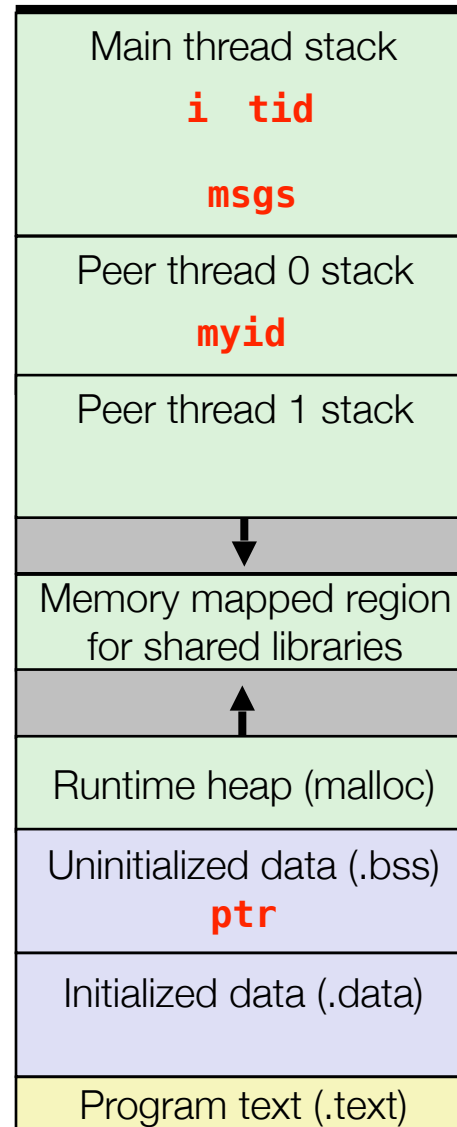 Main thread stack
i tid
msgs
Peer thread 0 stack
myid
Peer thread 1 stack
Memory mapped region
for shared libraries
Runtime heap (malloc)
Uninitialized data (.bss)
ptr
Initialized data (.data)
Program text (.text)